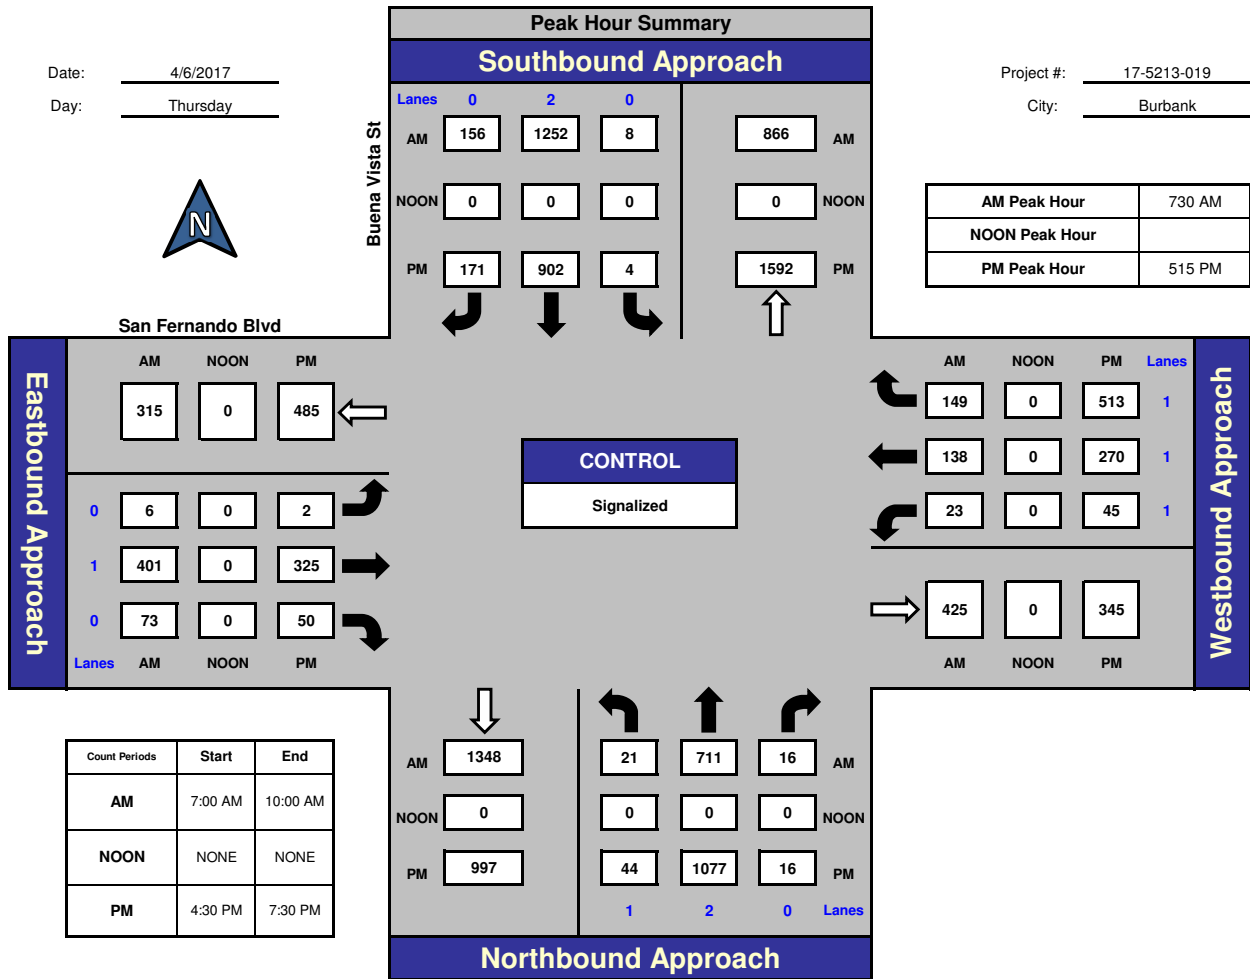 Peak Hour Summary
Southbound Approach
Date: 4/6/2017
Day: Thursday
Project #: 17-5213-019
City: Burbank
N
Buena Vista St
Lanes 0 2 0
AM 156 1252 8 866 AM
NOON 0 0 0 0 NOON
PM 171 902 4 1592 PM
AM Peak Hour 730 AM
NOON Peak Hour
PM Peak Hour 515 PM
San Fernando Blvd
Eastbound Approach
AM NOON PM
315 0 485
0 6 0 2
1 401 0 325
0 73 0 50
Lanes AM NOON PM
CONTROL
Signalized
AM NOON PM Lanes
149 0 513 1
138 0 270 1
23 0 45 1
425 0 345
AM NOON PM
Westbound Approach
Count Periods Start End
AM 7:00 AM 10:00 AM
NOON NONE NONE
PM 4:30 PM 7:30 PM
AM 1348 21 711 16 AM
NOON 0 0 0 0 NOON
PM 997 44 1077 16 PM
1 2 0 Lanes
Northbound Approach